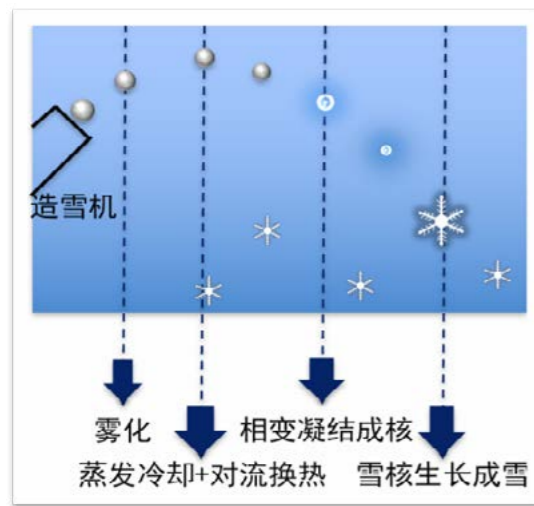 造雪机
雾化
相变凝结成核
蒸发冷却+对流换热
雪核生长成雪